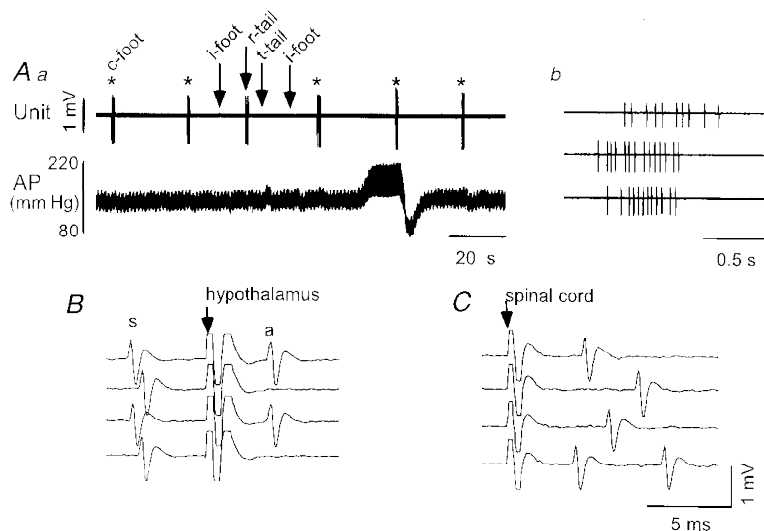 A a
c-foot
i-foot
r-tail
t-tail
i-foot
* * * * *
Unit
1 mV
AP
(mm Hg)
220
80
20 s
b
0.5 s
B
hypothalamus
s
a
C
spinal cord
1 mV
5 ms